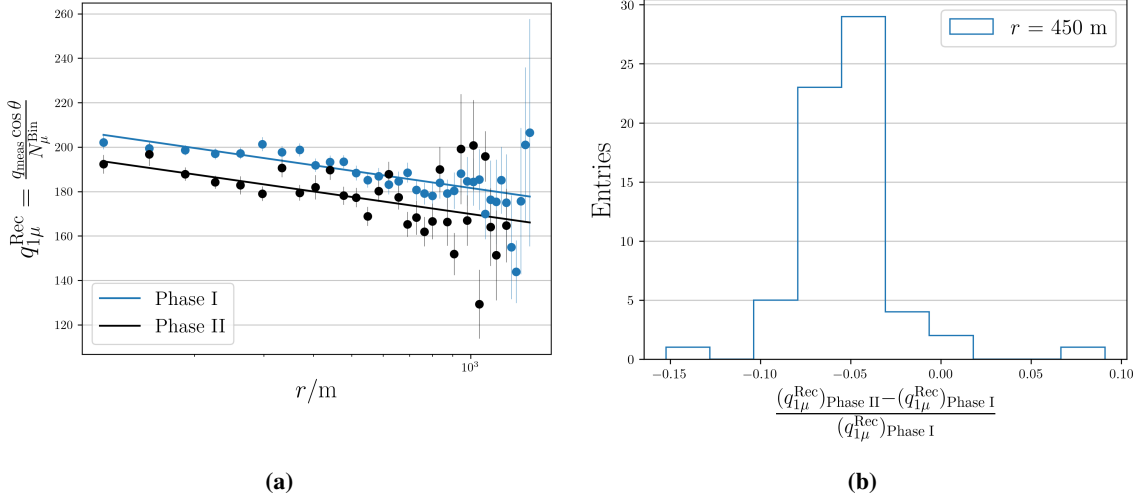 260
240
220
200
180
160
140
120
q_{1μ}^{Rec} = \frac{q_{meas} cos θ}{N_μ^{Bin}}
Phase I
Phase II
10^3
r/m
(a)
30
25
20
15
10
5
0
Entries
r = 450 m
−0.15 −0.10 −0.05 0.00 0.05 0.10
\frac{(q_{1μ}^{Rec})_{Phase II}−(q_{1μ}^{Rec})_{Phase I}}{(q_{1μ}^{Rec})_{Phase I}}
(b)